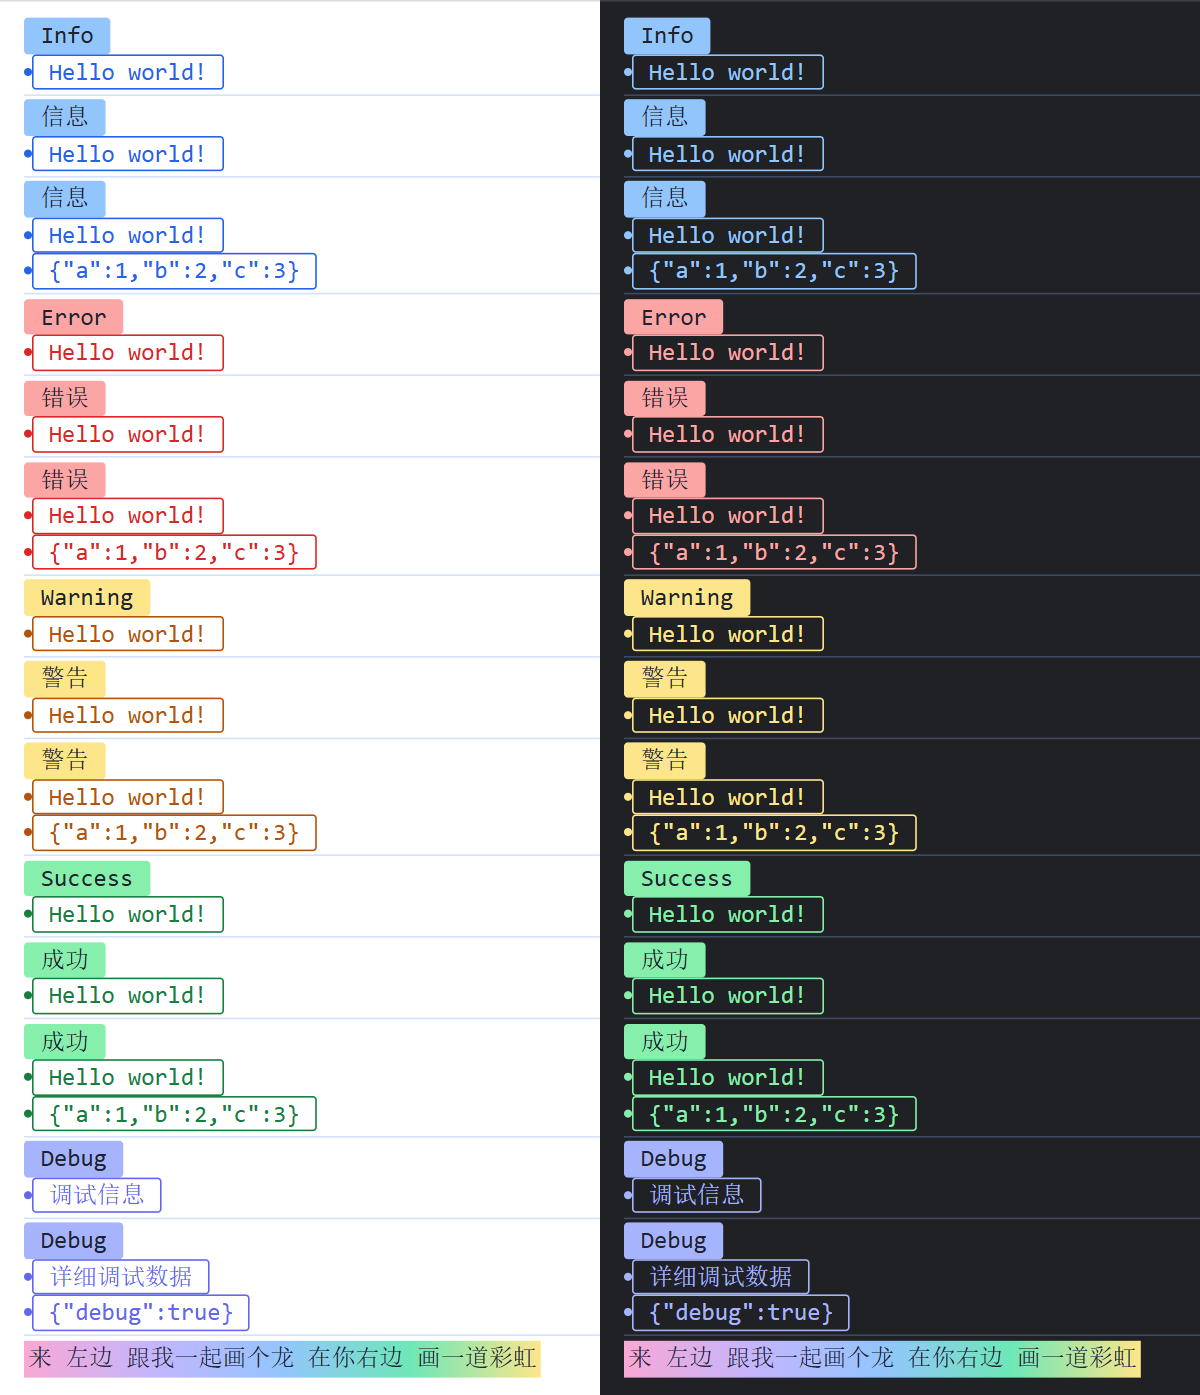 Info
Hello world!
信息
Hello world!
信息
Hello world!
{"a":1,"b":2,"c":3}
Error
Hello world!
错误
Hello world!
错误
Hello world!
{"a":1,"b":2,"c":3}
Warning
Hello world!
警告
Hello world!
警告
Hello world!
{"a":1,"b":2,"c":3}
Success
Hello world!
成功
Hello world!
成功
Hello world!
{"a":1,"b":2,"c":3}
Debug
调试信息
Debug
详细调试数据
{"debug":true}
来 左边 跟我一起画个龙 在你右边 画一道彩虹
Info
Hello world!
信息
Hello world!
信息
Hello world!
{"a":1,"b":2,"c":3}
Error
Hello world!
错误
Hello world!
错误
Hello world!
{"a":1,"b":2,"c":3}
Warning
Hello world!
警告
Hello world!
警告
Hello world!
{"a":1,"b":2,"c":3}
Success
Hello world!
成功
Hello world!
成功
Hello world!
{"a":1,"b":2,"c":3}
Debug
调试信息
Debug
详细调试数据
{"debug":true}
来 左边 跟我一起画个龙 在你右边 画一道彩虹